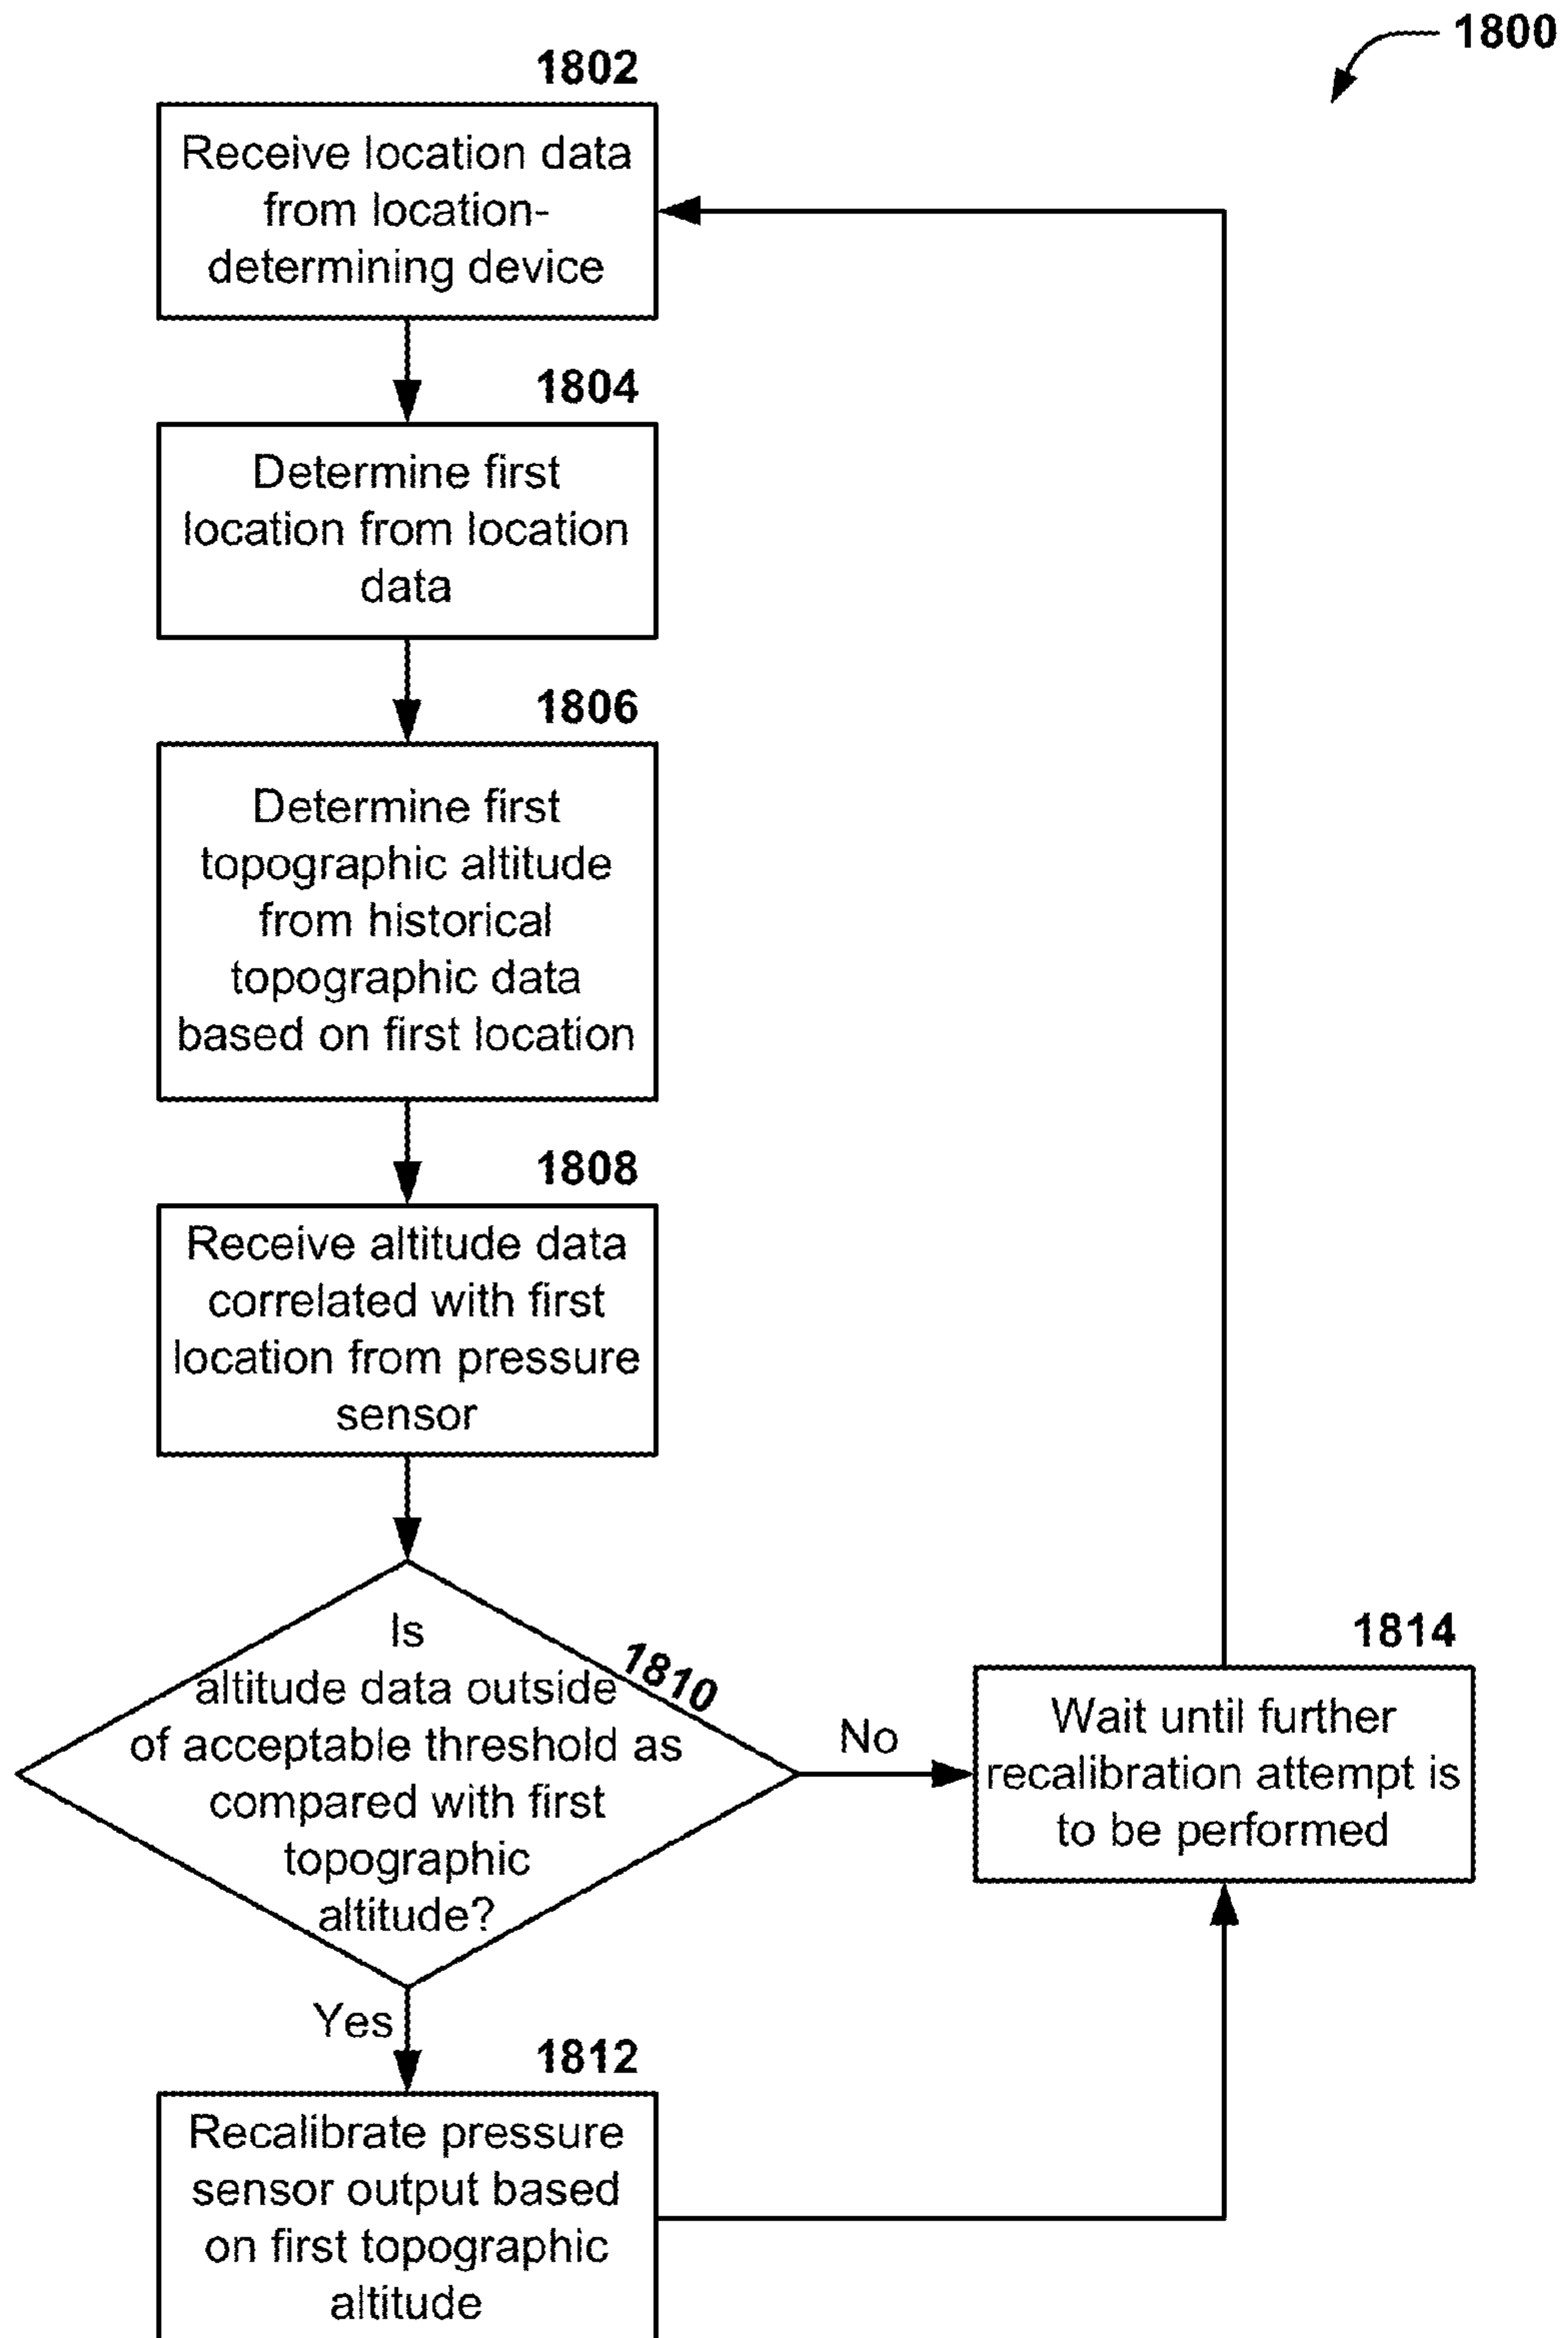 1800
1802
Receive location data
from location-
determining device
1804
Determine first
location from location
data
1806
Determine first
topographic altitude
from historical
topographic data
based on first location
1808
Receive altitude data
correlated with first
location from pressure
sensor
1810
Is
altitude data outside
of acceptable threshold as
compared with first
topographic
altitude?
No
1814
Wait until further
recalibration attempt is
to be performed
Yes
1812
Recalibrate pressure
sensor output based
on first topographic
altitude